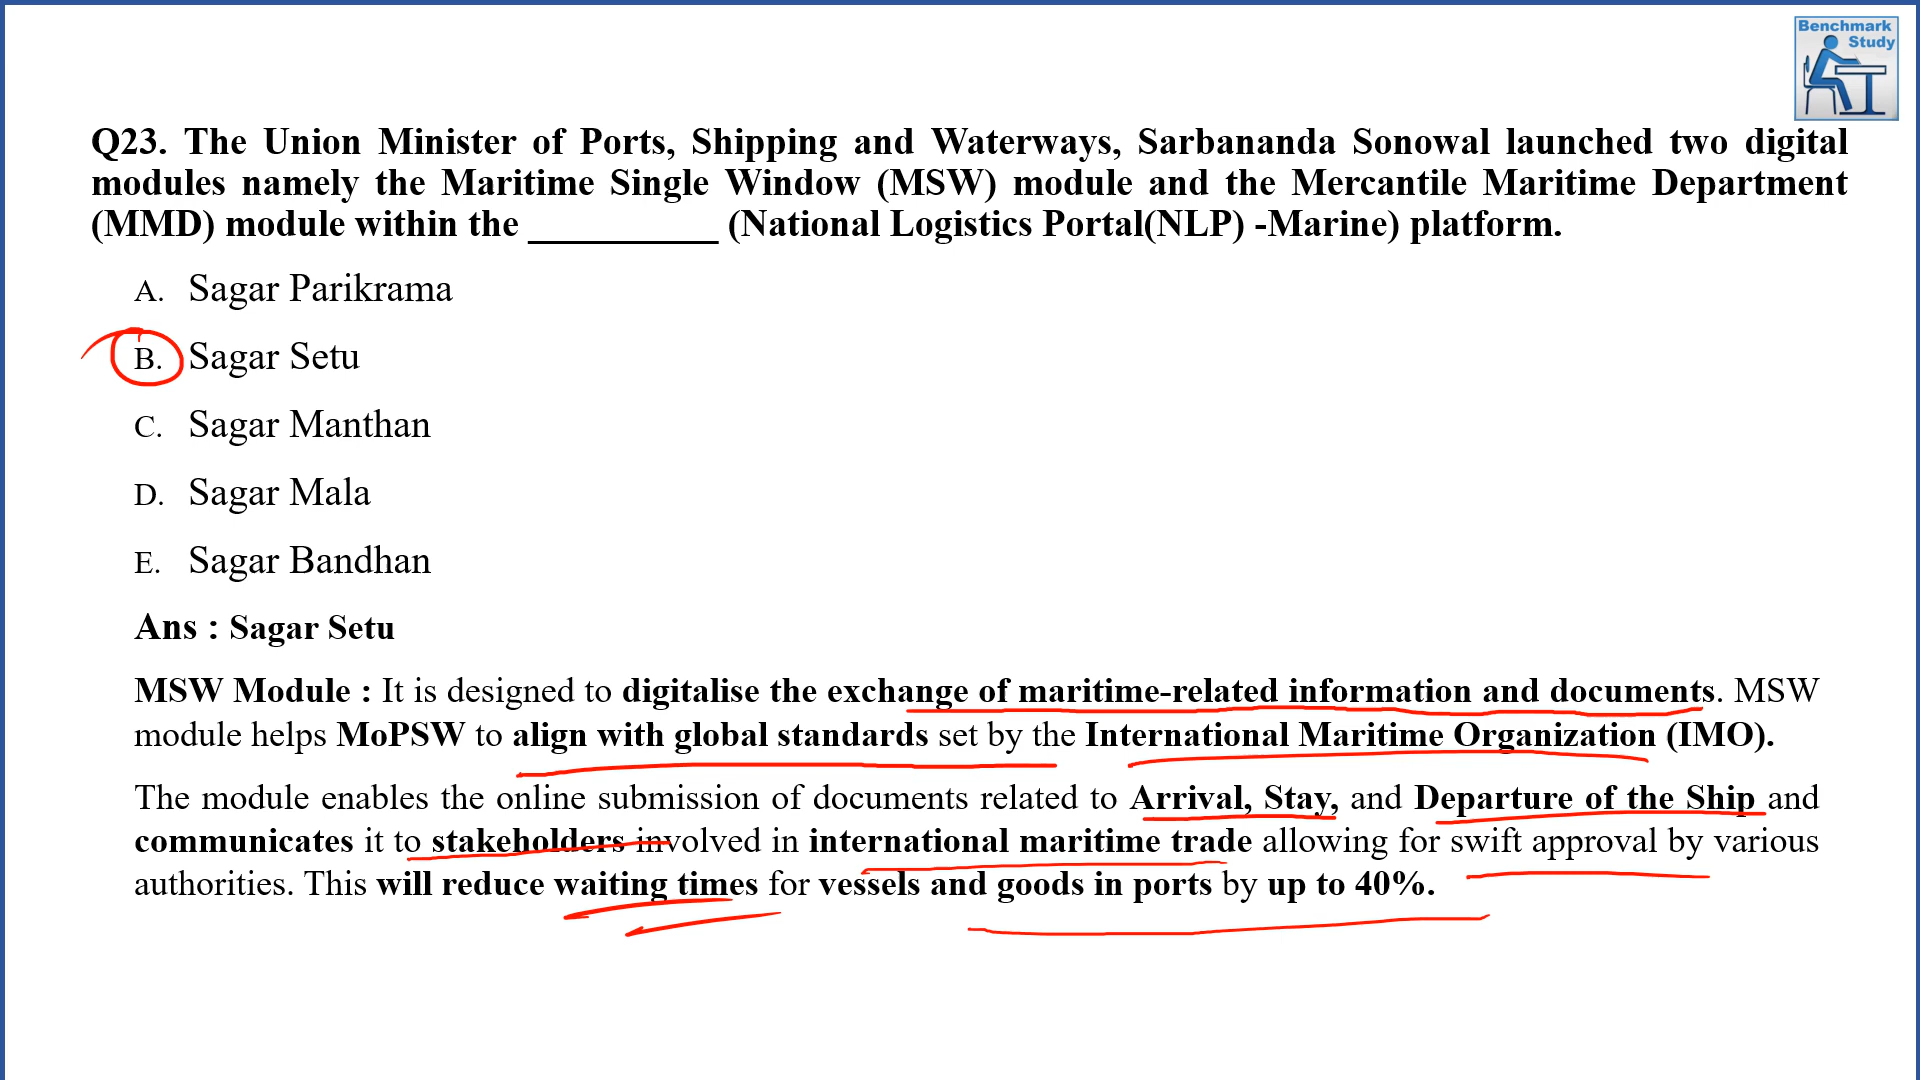 Benchmark
Study
Q23. The Union Minister of Ports, Shipping and Waterways, Sarbananda Sonowal launched two digital
modules namely the Maritime Single Window (MSW) module and the Mercantile Maritime Department
(MMD) module within the __________ (National Logistics Portal(NLP) -Marine) platform.
A. Sagar Parikrama
B. Sagar Setu
C. Sagar Manthan
D. Sagar Mala
E. Sagar Bandhan
Ans : Sagar Setu
MSW Module : It is designed to digitalise the exchange of maritime-related information and documents. MSW
module helps MoPSW to align with global standards set by the International Maritime Organization (IMO).
The module enables the online submission of documents related to Arrival, Stay, and Departure of the Ship and
communicates it to stakeholders involved in international maritime trade allowing for swift approval by various
authorities. This will reduce waiting times for vessels and goods in ports by up to 40%.